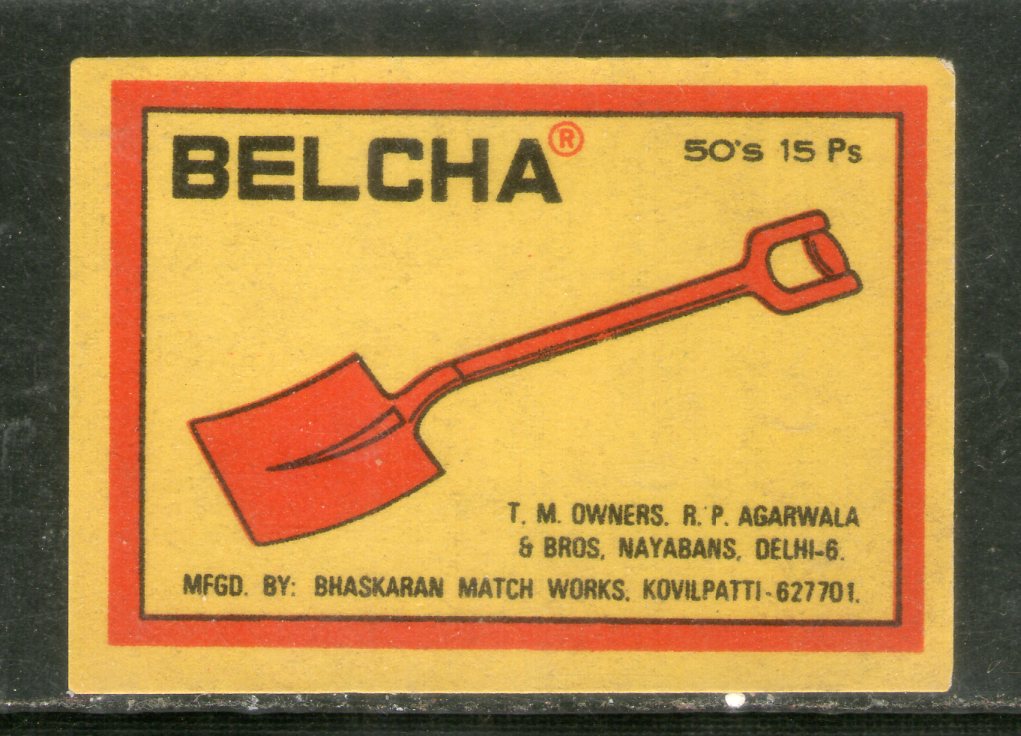 BELCHA®
50's 15 Ps
T. M. OWNERS. R. P. AGARWALA
& BROS, NAYABANS, DELHI-6.
MFGD. BY: BHASKARAN MATCH WORKS. KOVILPATTI-627701.